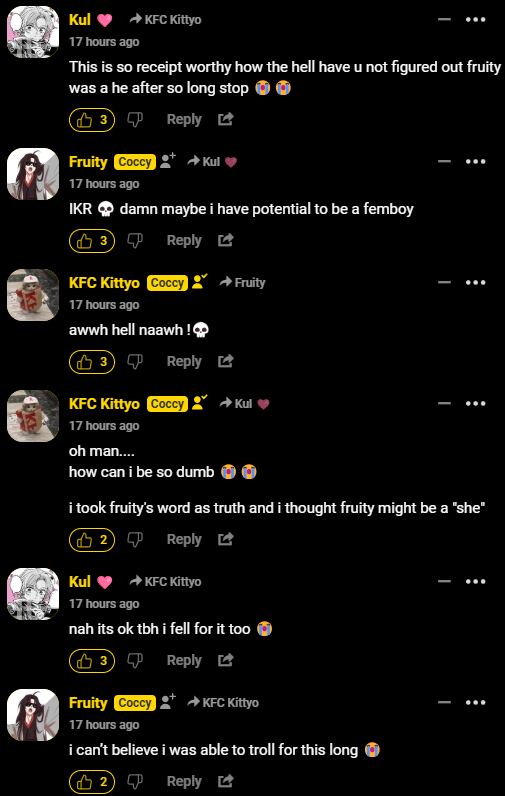 Kul 🩷 KFC Kittyo
17 hours ago
This is so receipt worthy how the hell have u not figured out fruity
was a he after so long stop 😭 😭
3 Reply
Fruity Coccy Kul 🩷
17 hours ago
IKR 💀 damn maybe i have potential to be a femboy
3 Reply
KFC Kittyo Coccy Fruity
17 hours ago
awwh hell naawh !💀
3 Reply
KFC Kittyo Coccy Kul 🩷
17 hours ago
oh man....
how can i be so dumb 😭 😭
i took fruity's word as truth and i thought fruity might be a "she"
2 Reply
Kul 🩷 KFC Kittyo
17 hours ago
nah its ok tbh i fell for it too 😭
3 Reply
Fruity Coccy KFC Kittyo
17 hours ago
i can't believe i was able to troll for this long 😭
2 Reply